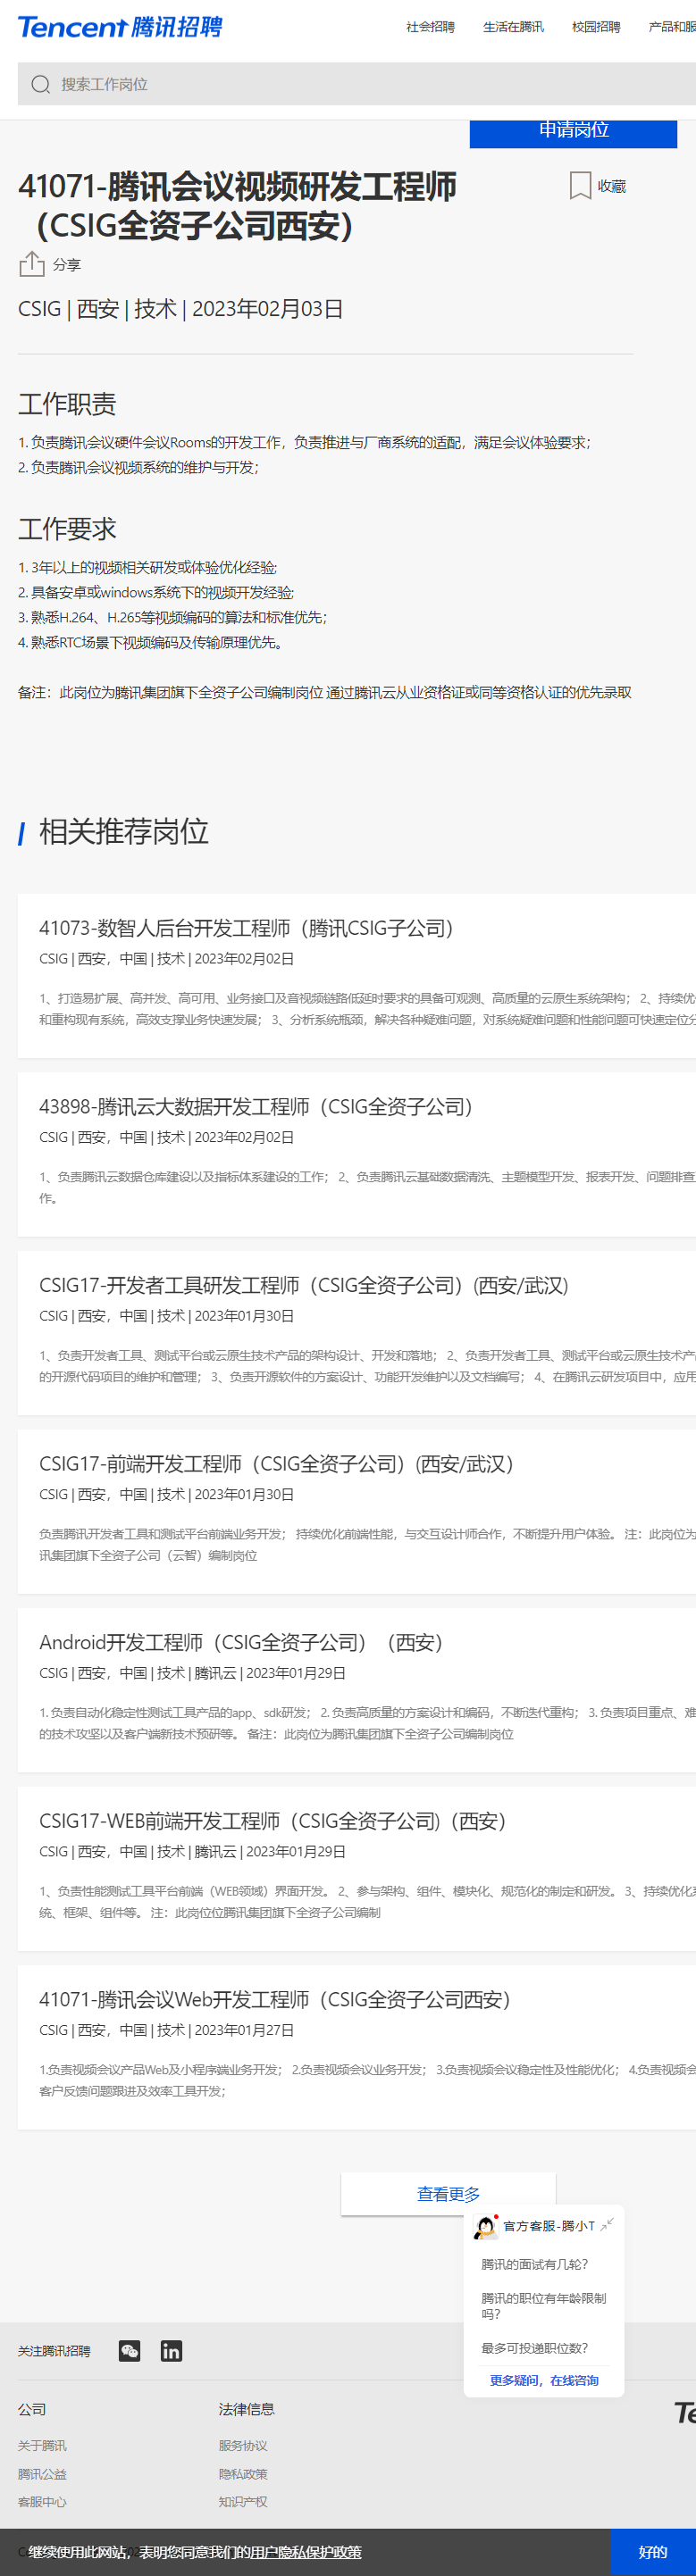 Tencent 腾讯招聘
社会招聘 生活在腾讯 校园招聘 产品和服
搜索工作岗位
申请岗位
41071-腾讯会议视频研发工程师
（CSIG全资子公司西安）
收藏
分享
CSIG | 西安 | 技术 | 2023年02月03日
工作职责
1. 负责腾讯会议硬件会议Rooms的开发工作，负责推进与厂商系统的适配，满足会议体验要求；
2. 负责腾讯会议视频系统的维护与开发；
工作要求
1. 3年以上的视频相关研发或体验优化经验;
2. 具备安卓或windows系统下的视频开发经验;
3. 熟悉H.264、H.265等视频编码的算法和标准优先；
4. 熟悉RTC场景下视频编码及传输原理优先。
备注：此岗位为腾讯集团旗下全资子公司编制岗位 通过腾讯云从业资格证或同等资格认证的优先录取
相关推荐岗位
41073-数智人后台开发工程师（腾讯CSIG子公司）
CSIG | 西安，中国 | 技术 | 2023年02月02日
1、打造易扩展、高并发、高可用、业务接口及音视频链路低延时要求的具备可观测、高质量的云原生系统架构； 2、持续优
和重构现有系统，高效支撑业务快速发展； 3、分析系统瓶颈，解决各种疑难问题，对系统疑难问题和性能问题可快速定位分
43898-腾讯云大数据开发工程师（CSIG全资子公司）
CSIG | 西安，中国 | 技术 | 2023年02月02日
1、负责腾讯云数据仓库建设以及指标体系建设的工作； 2、负责腾讯云基础数据清洗、主题模型开发、报表开发、问题排查
作。
CSIG17-开发者工具研发工程师（CSIG全资子公司）(西安/武汉)
CSIG | 西安，中国 | 技术 | 2023年01月30日
1、负责开发者工具、测试平台或云原生技术产品的架构设计、开发和落地； 2、负责开发者工具、测试平台或云原生技术产
的开源代码项目的维护和管理； 3、负责开源软件的方案设计、功能开发维护以及文档编写； 4、在腾讯云研发项目中，应用
CSIG17-前端开发工程师（CSIG全资子公司）(西安/武汉）
CSIG | 西安，中国 | 技术 | 2023年01月30日
负责腾讯开发者工具和测试平台前端业务开发； 持续优化前端性能，与交互设计师合作，不断提升用户体验。 注：此岗位为
讯集团旗下全资子公司（云智）编制岗位
Android开发工程师（CSIG全资子公司）（西安）
CSIG | 西安，中国 | 技术 | 腾讯云 | 2023年01月29日
1. 负责自动化稳定性测试工具产品的app、sdk研发； 2. 负责高质量的方案设计和编码，不断迭代重构； 3. 负责项目重点、难
的技术攻坚以及客户端新技术预研等。 备注：此岗位为腾讯集团旗下全资子公司编制岗位
CSIG17-WEB前端开发工程师（CSIG全资子公司)（西安）
CSIG | 西安，中国 | 技术 | 腾讯云 | 2023年01月29日
1、负责性能测试工具平台前端（WEB领域）界面开发。 2、参与架构、组件、模块化、规范化的制定和研发。 3、持续优化系
统、框架、组件等。 注：此岗位位腾讯集团旗下全资子公司编制
41071-腾讯会议Web开发工程师（CSIG全资子公司西安）
CSIG | 西安，中国 | 技术 | 2023年01月27日
1.负责视频会议产品Web及小程序端业务开发； 2.负责视频会议业务开发； 3.负责视频会议稳定性及性能优化； 4.负责视频会
客户反馈问题跟进及效率工具开发；
查看更多
官方客服-腾小T
腾讯的面试有几轮？
腾讯的职位有年龄限制
吗？
最多可投递职位数？
更多疑问，在线咨询
关注腾讯招聘
公司 法律信息
Te
关于腾讯 服务协议
腾讯公益 隐私政策
客服中心 知识产权
继续使用此网站，表明您同意我们的用户隐私保护政策
好的